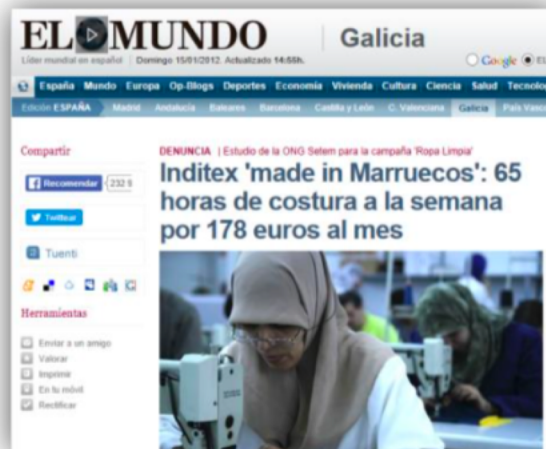 EL MUNDO
Galicia
Líder mundial en español | Domingo 15/01/2012. Actualizado 14:55h.
Google
España Mundo Europa Op-Blogs Deportes Economía Vivienda Cultura Ciencia Salud Tecnolo
Edición ESPAÑA Madrid Andalucía Baleares Barcelona Castilla y León C. Valenciana Galicia País Vasco
Compartir
DENUNCIA | Estudio de la ONG Setem para la campaña 'Ropa Limpia'
Inditex 'made in Marruecos': 65
horas de costura a la semana
por 178 euros al mes
Recomendar
Twittear
Tuenti
Herramientas
Enviar a un amigo
Valorar
Imprimir
En tu móvil
Rectificar